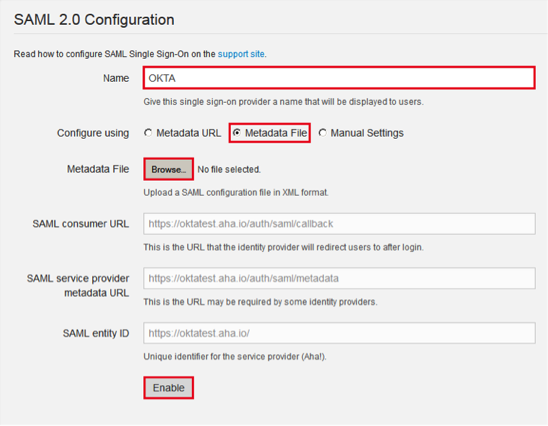 SAML 2.0 Configuration
Read how to configure SAML Single Sign-On on the support site.
Name OKTA
Give this single sign-on provider a name that will be displayed to users.
Configure using Metadata URL Metadata File Manual Settings
Metadata File Browse... No file selected.
Upload a SAML configuration file in XML format.
SAML consumer URL https://oktatest.aha.io/auth/saml/callback
This is the URL that the identity provider will redirect users to after login.
SAML service provider
metadata URL https://oktatest.aha.io/auth/saml/metadata
This is the URL may be required by some identity providers.
SAML entity ID https://oktatest.aha.io/
Unique identifier for the service provider (Aha!).
Enable